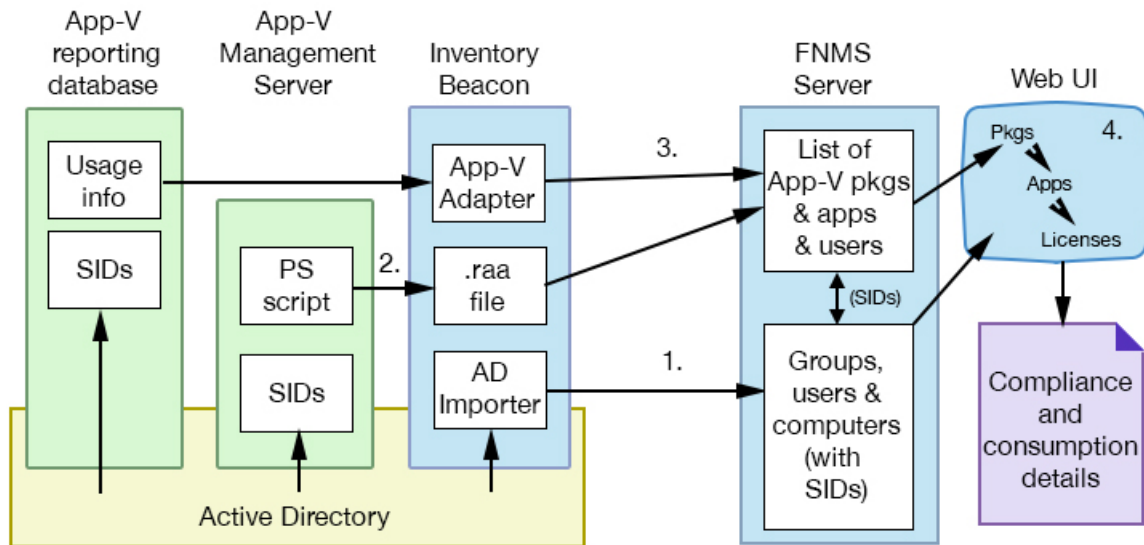 App-V
reporting
database
App-V
Management
Server
Inventory
Beacon
FNMS
Server
Web UI
Usage
info
SIDs
PS
script
SIDs
2.
App-V
Adapter
.raa
file
AD
Importer
3.
1.
List of
App-V pkgs
& apps
& users
(SIDs)
Groups,
users &
computers
(with
SIDs)
4.
Pkgs
Apps
Licenses
Compliance
and
consumption
details
Active Directory